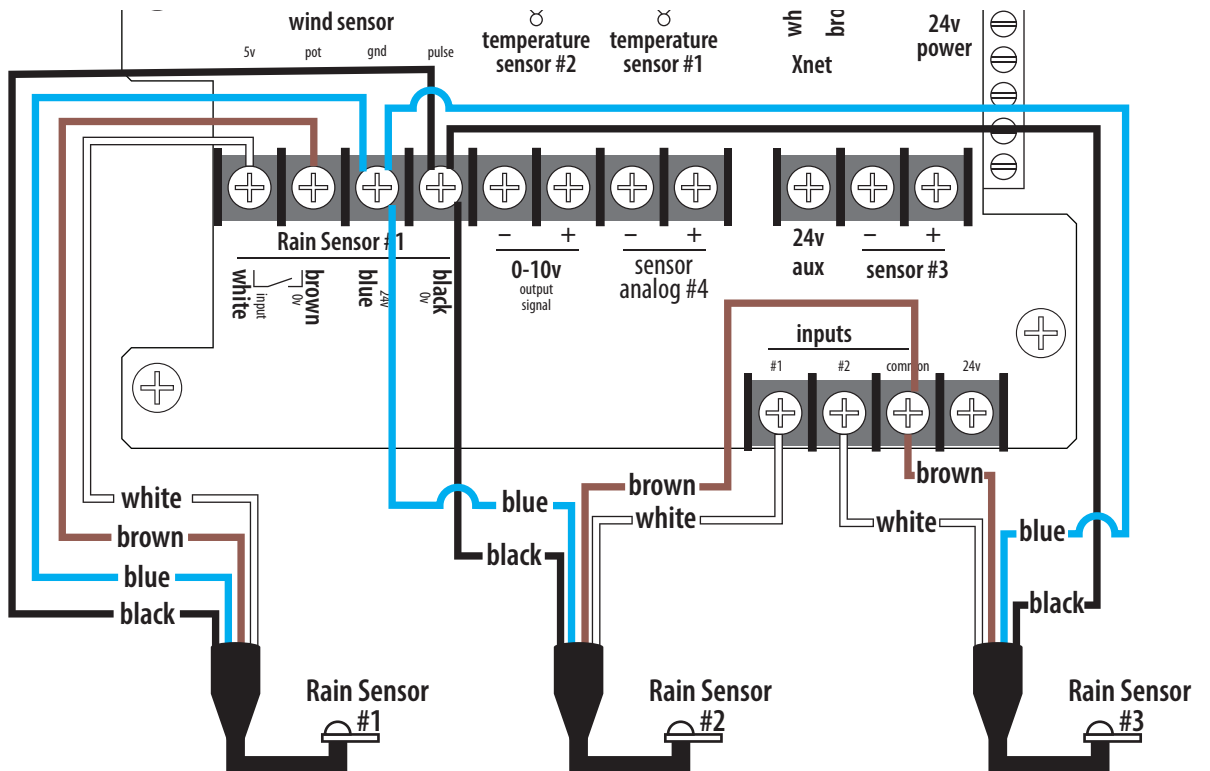 wind sensor
5v pot gnd pulse
temperature
sensor #2
temperature
sensor #1
wh
bro
Xnet
24v
power
Rain Sensor #1
white
input
0v
brown
blue
24v
black
0v
− +
0-10v
output
signal
− +
sensor
analog #4
24v
aux
− +
sensor #3
inputs
#1 #2 common 24v
white
brown
blue
black
blue
black
brown
white
white
brown
blue
black
Rain Sensor
#1
Rain Sensor
#2
Rain Sensor
#3